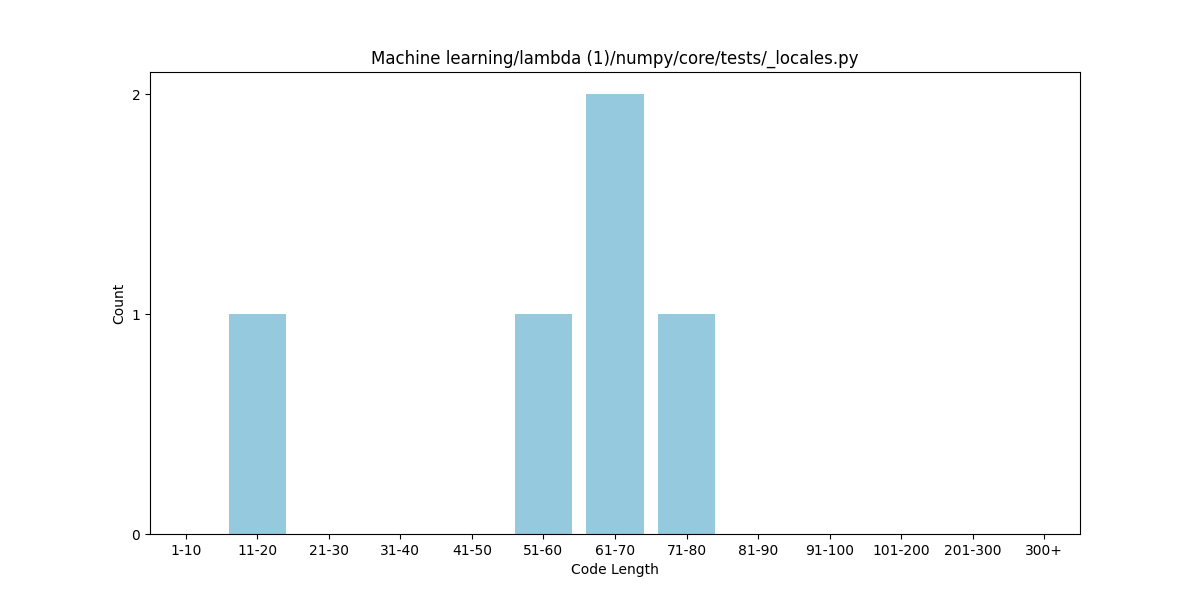 Machine learning/lambda (1)/numpy/core/tests/_locales.py
2
1
0
Count
1-10 11-20 21-30 31-40 41-50 51-60 61-70 71-80 81-90 91-100 101-200 201-300 300+
Code Length